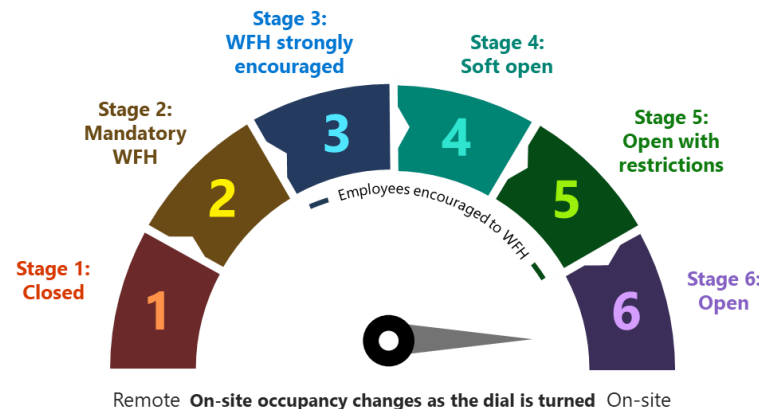 Stage 1:
Closed
1
Stage 2:
Mandatory
WFH
2
Stage 3:
WFH strongly
encouraged
3
Stage 4:
Soft open
4
Stage 5:
Open with
restrictions
5
Stage 6:
Open
6
Employees encouraged to WFH
Remote On-site occupancy changes as the dial is turned On-site